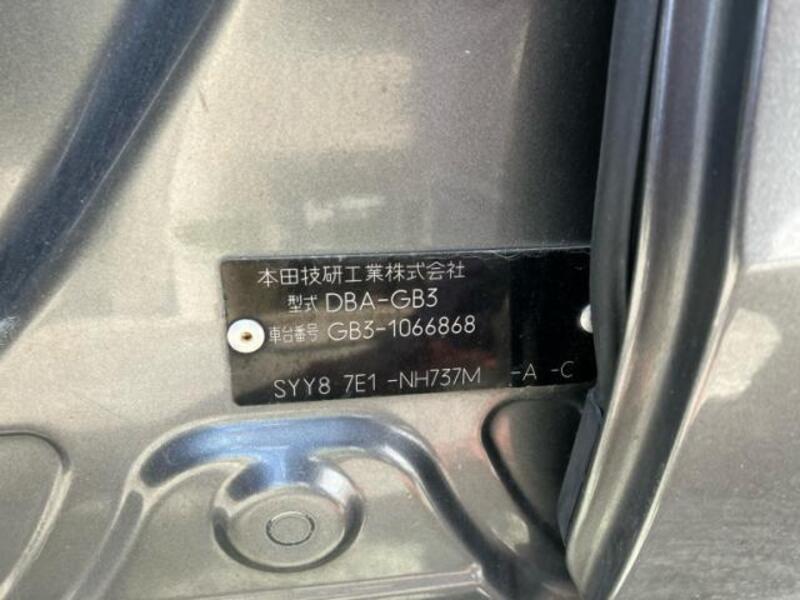 本田技研工業株式会社
型式 DBA-GB3
車台番号 GB3-1066868
SYY8 7E1 -NH737M -A -C